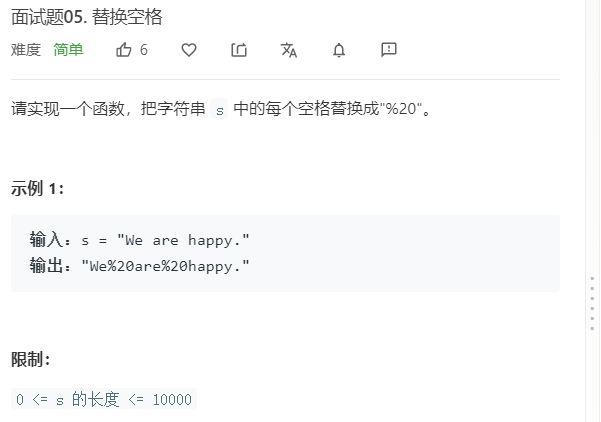 面试题05. 替换空格
难度 简单 6
请实现一个函数，把字符串 s 中的每个空格替换成"%20"。
示例 1：
输入：s = "We are happy."
输出："We%20are%20happy."
限制：
0 <= s 的长度 <= 10000